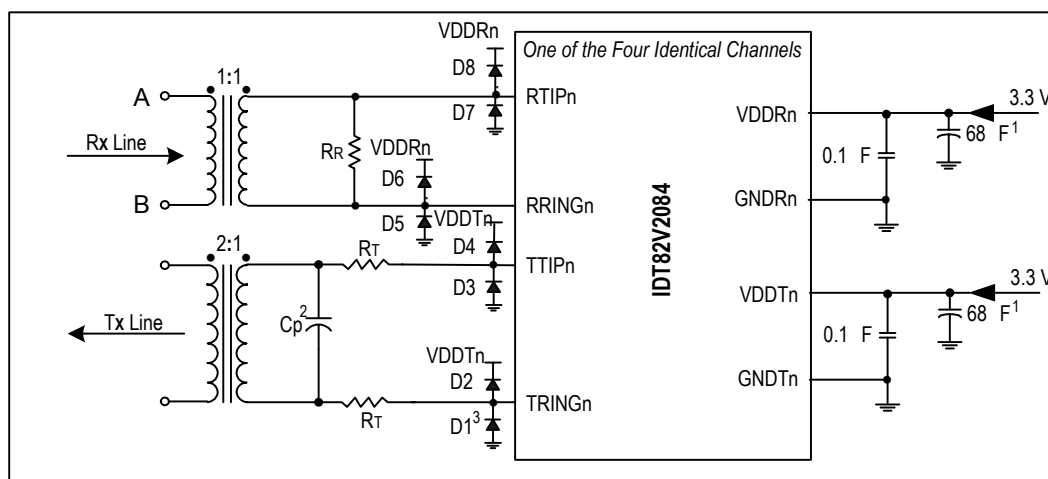 One of the Four Identical Channels
VDDRn
D8
1:1
A
RTIPn
D7
VDDRn
3.3 V
68 F1
Rx Line
RR
VDDRn
D6
0.1 F
B
RRINGn
GNDRn
D5
VDDTn
D4
2:1
RT
TTIPn
D3
IDT82V2084
VDDTn
3.3 V
68 F1
Cp2
Tx Line
0.1 F
VDDTn
D2
GNDTn
RT
TRINGn
D13